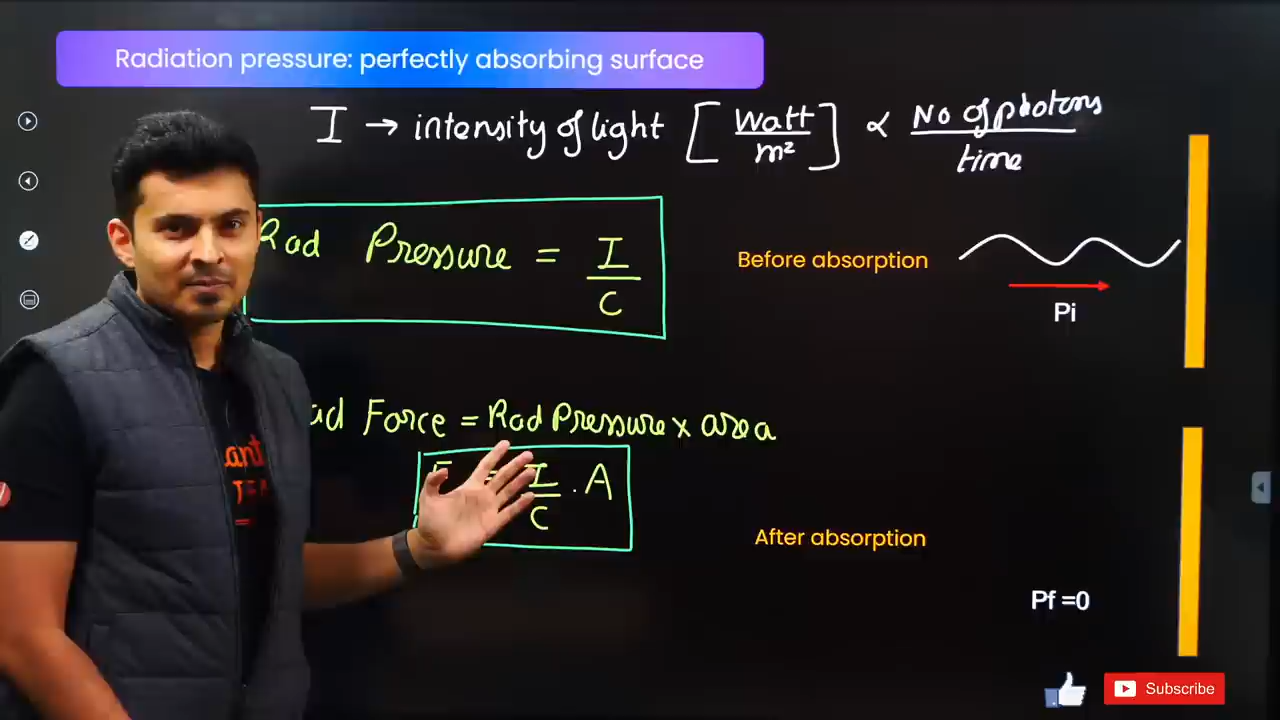 Radiation pressure: perfectly absorbing surface
I → intensity of light [Watt/m²] ∝ No of photons/time
Rad Pressure = I/C
Before absorption
Pi
ad Force = Rad Pressure x area
= I/C . A
After absorption
Pf =0
Subscribe